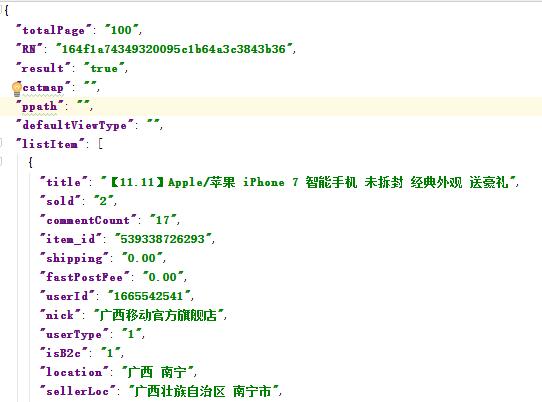 {
"totalPage": "100",
"RN": "164f1a74349320095c1b64a3c3843b36",
"result": "true",
"catmap": "",
"ppath": "",
"defaultViewType": "",
"listItem": [
{
"title": "【11.11】Apple/苹果 iPhone 7 智能手机 未拆封 经典外观 送豪礼",
"sold": "2",
"commentCount": "17",
"item_id": "539338726293",
"shipping": "0.00",
"fastPostFee": "0.00",
"userId": "1665542541",
"nick": "广西移动官方旗舰店",
"userType": "1",
"isB2c": "1",
"location": "广西 南宁",
"sellerLoc": "广西壮族自治区 南宁市",